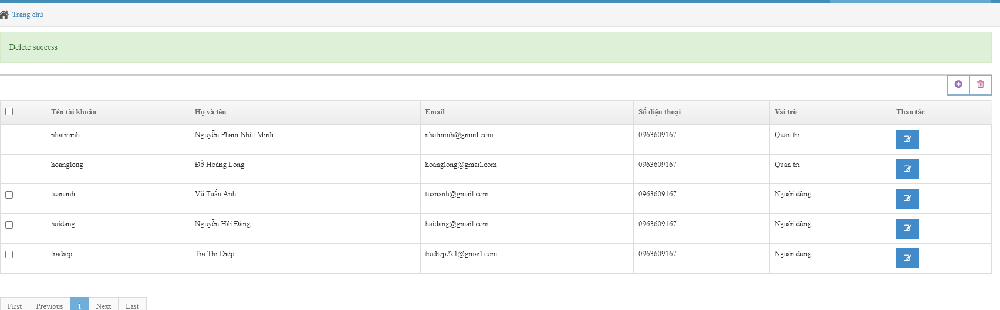 Trang chủ
Delete success
Tên tài khoản Họ và tên Email Số điện thoại Vai trò Thao tác
nhatminh Nguyễn Phạm Nhật Minh nhatminh@gmail.com 0963609167 Quản trị
hoanglong Đỗ Hoàng Long hoanglong@gmail.com 0963609167 Quản trị
tuananh Vũ Tuấn Anh tuananh@gmail.com 0963609167 Người dùng
haidang Nguyễn Hải Đăng haidang@gmail.com 0963609167 Người dùng
tradiep Trà Thị Diệp tradiep2k1@gmail.com 0963609167 Người dùng
First Previous 1 Next Last